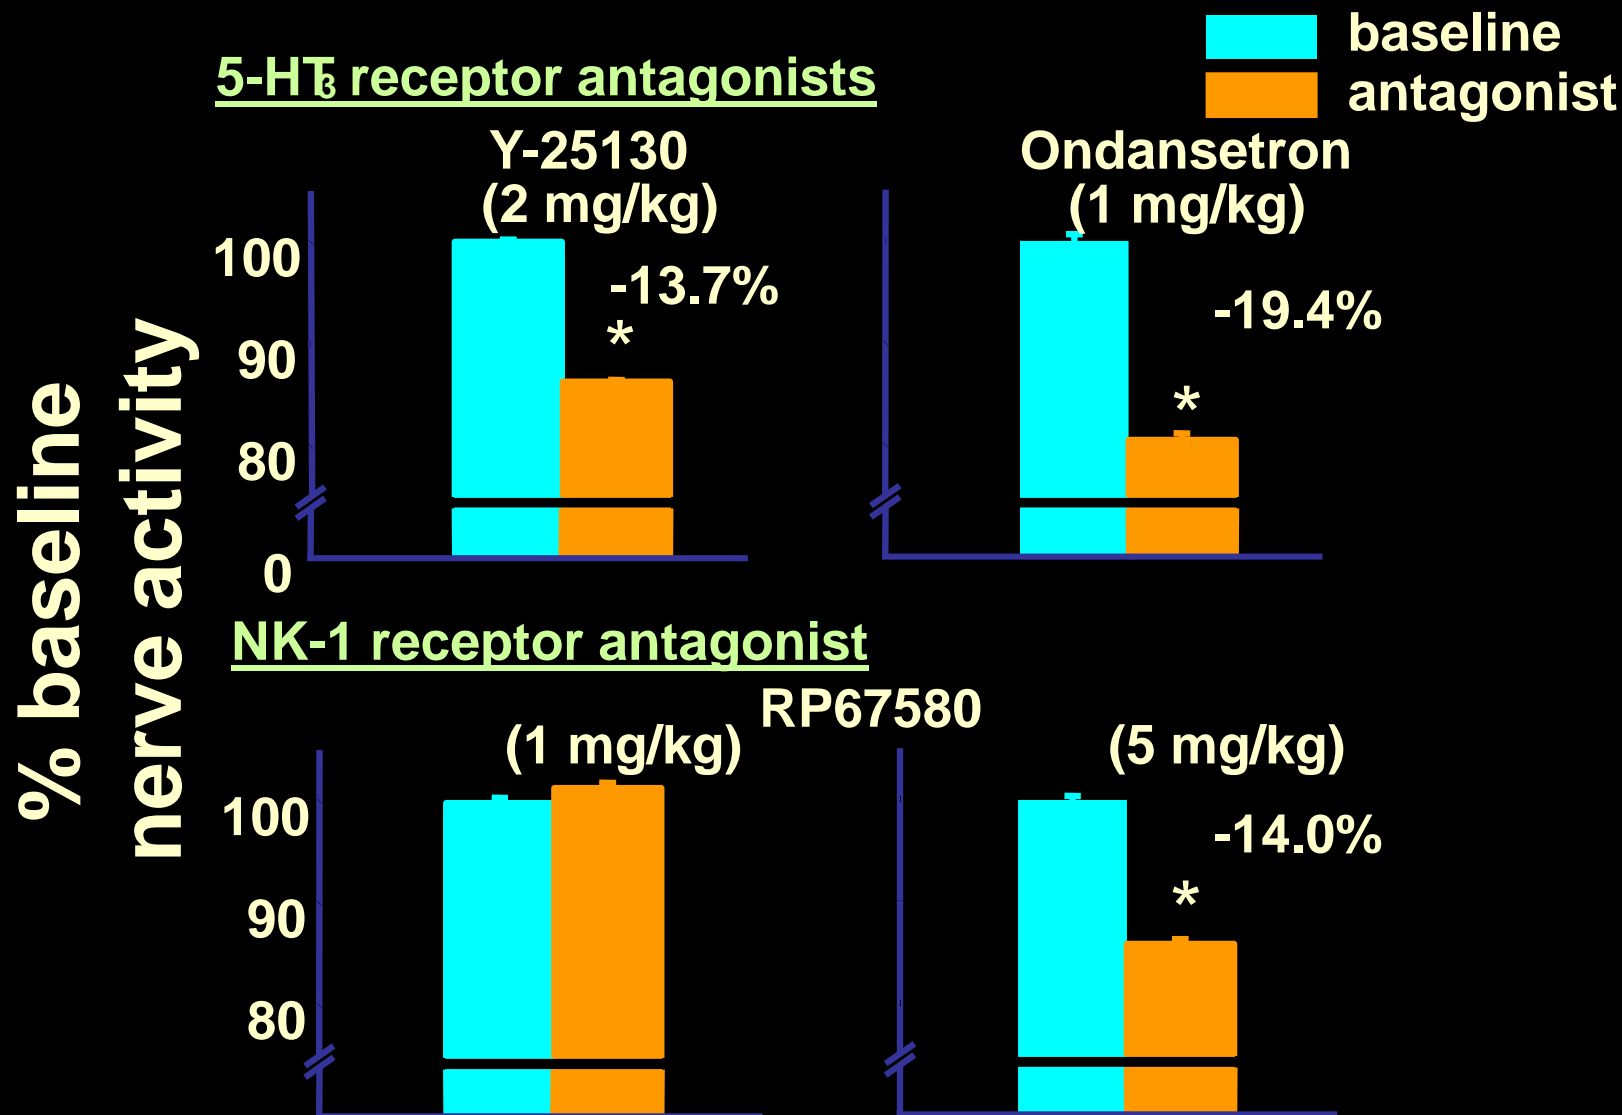 baseline
antagonist
5-HT₃ receptor antagonists
Y-25130
(2 mg/kg)
Ondansetron
(1 mg/kg)
100
90
80
0
-13.7%
*
-19.4%
*
% baseline
nerve activity
NK-1 receptor antagonist
RP67580
(1 mg/kg)
(5 mg/kg)
100
90
80
-14.0%
*